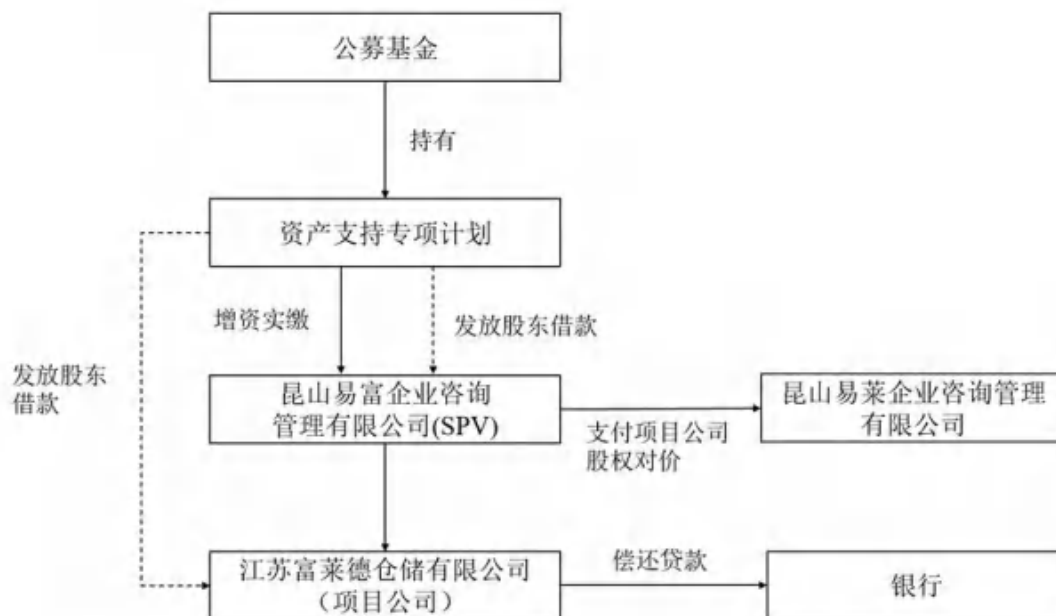 公募基金
持有
资产支持专项计划
增资实缴
发放股东借款
发放股东
借款
昆山易富企业咨询
管理有限公司(SPV)
昆山易莱企业咨询管理
有限公司
支付项目公司
股权对价
江苏富莱德仓储有限公司
（项目公司）
偿还贷款
银行